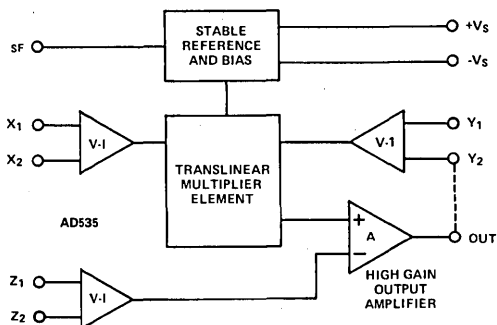 STABLE
REFERENCE
AND BIAS
SF
+VS
-VS
X1
X2
V-I
TRANSLINEAR
MULTIPLIER
ELEMENT
V-1
Y1
Y2
AD535
+
A
−
OUT
HIGH GAIN
OUTPUT
AMPLIFIER
Z1
Z2
V-I